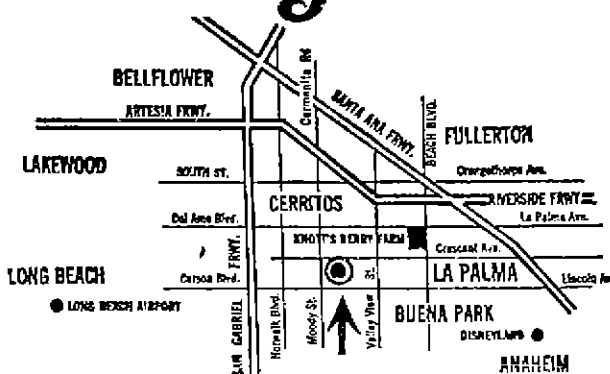 BELLFLOWER
Carmenita Rd
SANTA ANA FRWY.
ARTESIA FRWY.
BEACH BLVD.
FULLERTON
LAKEWOOD
SOUTH ST.
Orangethorpe Ave.
CERRITOS
RIVERSIDE FRWY.
Del Amo Blvd.
La Palma Ave.
KNOTT'S BERRY FARM
Crescent Ave.
LONG BEACH
Carson Blvd.
LA PALMA
Lincoln Av
LONG BEACH AIRPORT
SAN GABRIEL FRWY.
Norwalk Blvd.
Moody St.
Valley View St.
BUENA PARK
DISNEYLAND
ANAHEIM